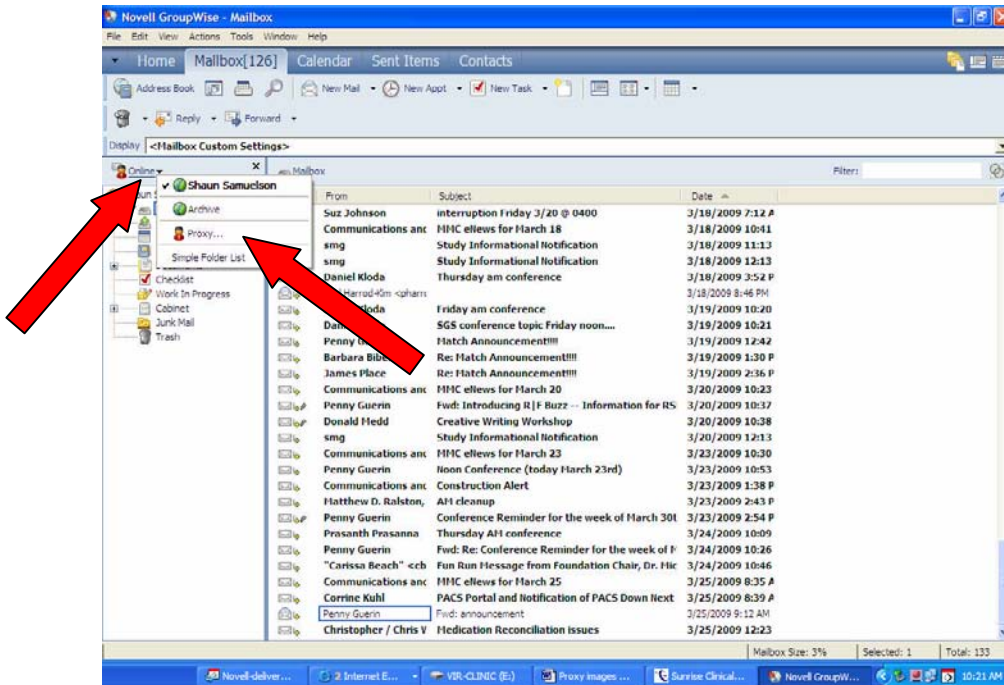 Novell GroupWise - Mailbox
File Edit View Actions Tools Window Help
Home Mailbox[126] Calendar Sent Items Contacts
Address Book New Mail New Appt New Task
Reply Forward
Display <Mailbox Custom Settings>
Online Mailbox Filter:
Shaun Samuelson
Archive
Proxy...
Simple Folder List
Checklist
Work In Progress
Cabinet
Junk Mail
Trash
From Subject Date
Suz Johnson interruption Friday 3/20 @ 0400 3/18/2009 7:12 A
Communications and MMC eNews for March 18 3/18/2009 10:41
smg Study Informational Notification 3/18/2009 11:13
smg Study Informational Notification 3/18/2009 12:13
Daniel Kloda Thursday am conference 3/18/2009 3:52 P
3/18/2009 8:46 PM
Kloda Friday am conference 3/19/2009 10:20
SGS conference topic Friday noon.... 3/19/2009 10:21
Penny Match Announcement!!!! 3/19/2009 12:42
Barbara Re: Match Announcement!!!! 3/19/2009 1:30 P
James Place Re: Match Announcement!!!! 3/19/2009 2:36 P
Communications and MMC eNews for March 20 3/20/2009 10:23
Penny Guerin Fwd: Introducing R|F Buzz -- Information for RS 3/20/2009 10:37
Donald Medd Creative Writing Workshop 3/20/2009 10:38
smg Study Informational Notification 3/20/2009 12:13
Communications and MMC eNews for March 23 3/23/2009 10:30
Penny Guerin Noon Conference (today March 23rd) 3/23/2009 10:53
Communications and Construction Alert 3/23/2009 1:38 P
Matthew D. Ralston, AM cleanup 3/23/2009 2:43 P
Penny Guerin Conference Reminder for the week of March 30t 3/23/2009 2:54 P
Prasanth Prasanna Thursday AM conference 3/24/2009 10:09
Penny Guerin Fwd: Re: Conference Reminder for the week of M 3/24/2009 10:26
"Carissa Beach" <cb Fun Run Message from Foundation Chair, Dr. Mic 3/24/2009 10:46
Communications and MMC eNews for March 25 3/25/2009 8:35 A
Corrine Kuhl PACS Portal and Notification of PACS Down Next 3/25/2009 8:39 A
Penny Guerin Fwd: announcement 3/25/2009 9:12 AM
Christopher / Chris V Medication Reconciliation issues 3/25/2009 12:23
Mailbox Size: 3% Selected: 1 Total: 133
Novell-deliver... 2 Internet E... VIR-CLINIC (E:) Proxy images ... Sunrise Clinical... Novell GroupW... 10:21 AM